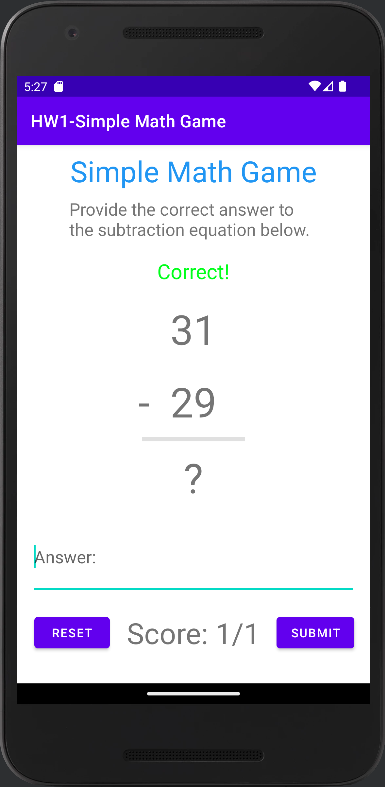 5:27
HW1-Simple Math Game
Simple Math Game
Provide the correct answer to
the subtraction equation below.
Correct!
31
- 29
?
Answer:
RESET Score: 1/1 SUBMIT